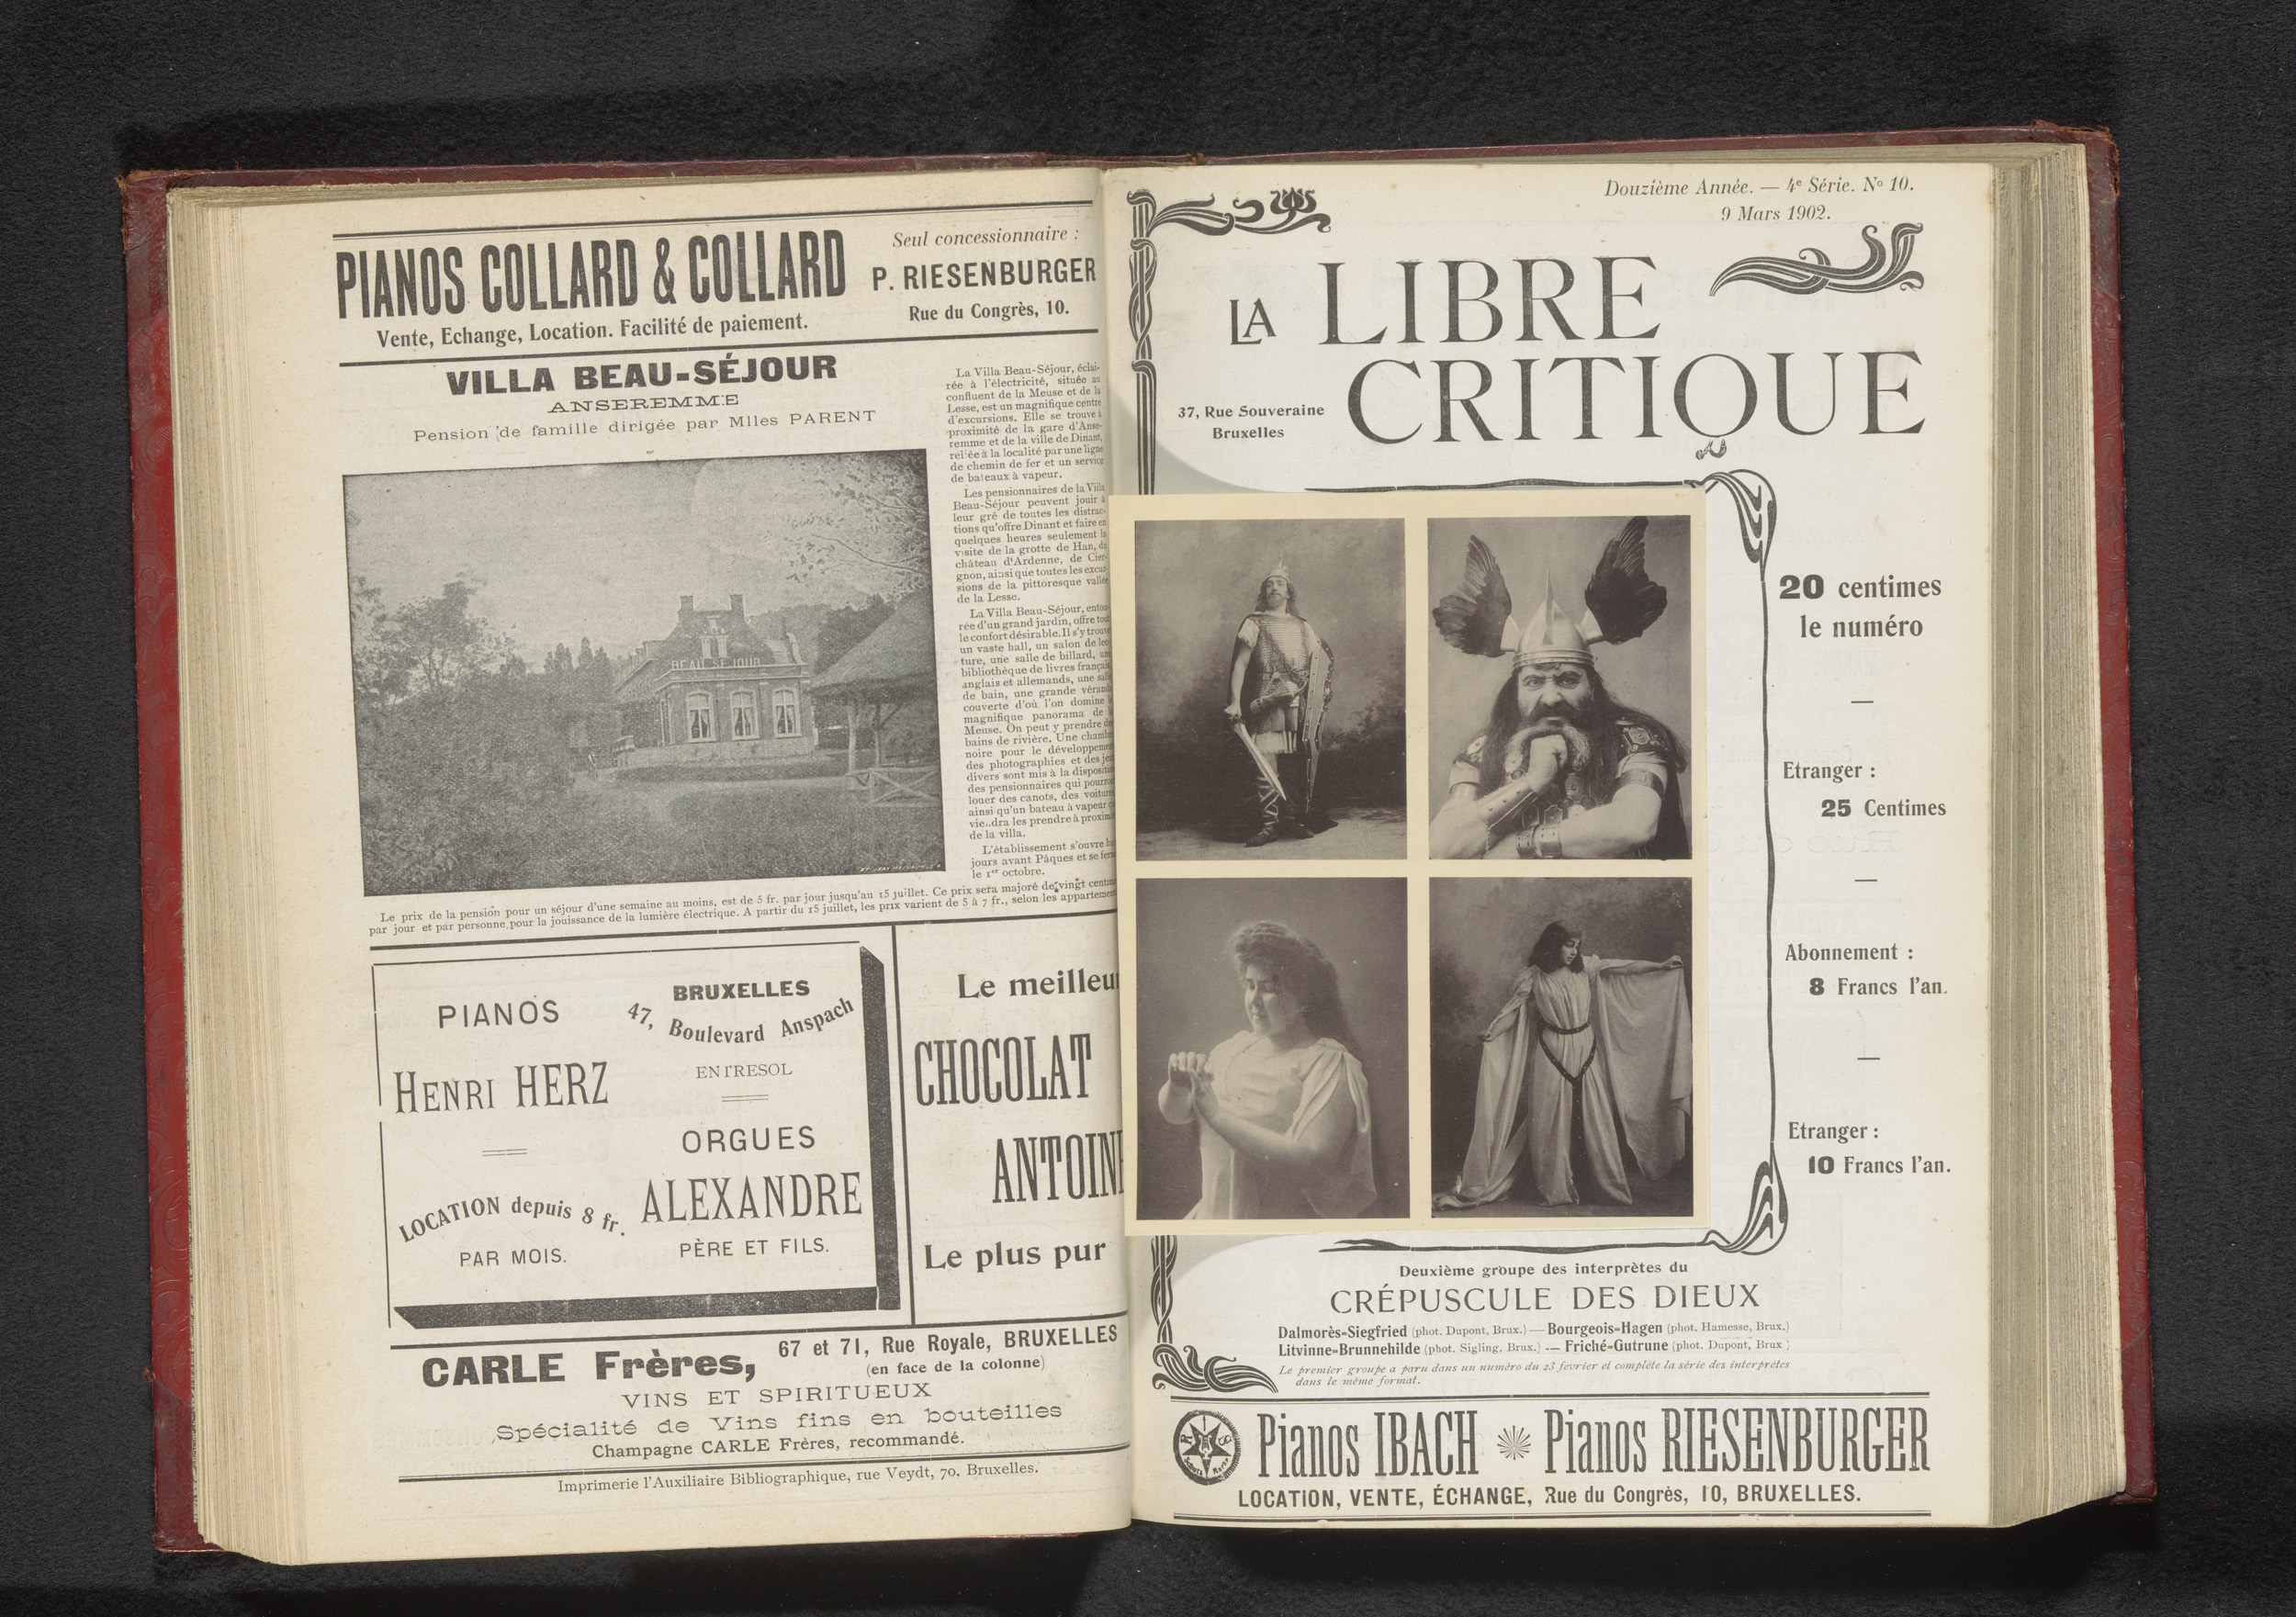 PIANOS COLLARD & COLLARD
Vente, Echange, Location. Facilité de paiement.
Seul concessionnaire :
P. RIESENBURGER
Rue du Congrès, 10.
VILLA BEAU-SÉJOUR
ANSEREMME
Pension de famille dirigée par Mlles PARENT
BEAU SEJOUR
La Villa Beau-Séjour, éclai-
rée à l'électricité, située au
confluent de la Meuse et de la
Lesse, est un magnifique centre
d'excursions. Elle se trouve à
proximité de la gare d'Anse-
remme et de la ville de Dinant,
reliée à la localité par une ligne
de chemin de fer et un service
de bateaux à vapeur.
Les pensionnaires de la Villa
Beau-Séjour peuvent jouir à
leur gré de toutes les distrac-
tions qu'offre Dinant et faire en
quelques heures seulement la
visite de la grotte de Han, du
château d'Ardenne, de Cier-
gnon, ainsi que toutes les excur-
sions de la pittoresque vallée
de la Lesse.
La Villa Beau-Séjour, entou-
rée d'un grand jardin, offre tout
le confort désirable. Il s'y trouve
un vaste hall, un salon de lec-
ture, une salle de billard, une
bibliothèque de livres français,
anglais et allemands, une salle
de bain, une grande véranda
couverte d'où l'on domine
magnifique panorama de
Meuse. On peut y prendre des
bains de rivière. Une chambre
noire pour le développement
des photographies et des jeux
divers sont mis à la disposition
des pensionnaires qui pourront
louer des canots, des voitures
ainsi qu'un bateau à vapeur
vie..dra les prendre à proximité
de la villa.
L'établissement s'ouvre
jours avant Pâques et se ferme
le 1er octobre.
Le prix de la pension pour un séjour d'une semaine au moins, est de 5 fr. par jour jusqu'au 15 juillet. Ce prix sera majoré de vingt
par jour et par personne pour la jouissance de la lumière électrique. A partir du 15 juillet, les prix varient de 5 à 7 fr., selon les
PIANOS
HENRI HERZ
LOCATION depuis 8 fr.
PAR MOIS.
BRUXELLES
47, Boulevard Anspach
ENTRESOL
ORGUES
ALEXANDRE
PÈRE ET FILS.
Le meilleur
CHOCOLAT
ANTOINE
Le plus pur
CARLE Frères,
67 et 71, Rue Royale, BRUXELLES
(en face de la colonne)
VINS ET SPIRITUEUX
Spécialité de Vins fins en bouteilles
Champagne CARLE Frères, recommandé.
Imprimerie l'Auxiliaire Bibliographique, rue Veydt, 70, Bruxelles.
Douzième Année. — 4e Série. No 10.
9 Mars 1902.
LA LIBRE
CRITIQUE
37, Rue Souveraine
Bruxelles
20 centimes
le numéro
—
Etranger :
25 Centimes
—
Abonnement :
8 Francs l'an.
—
Etranger :
10 Francs l'an.
Deuxième groupe des interprètes du
CRÉPUSCULE DES DIEUX
Dalmorès-Siegfried (phot. Dupont, Brux.) — Bourgeois-Hagen (phot. Hamesse, Brux.)
Litvinne-Brunnehilde (phot. Sigling, Brux.) — Friché-Gutrune (phot. Dupont, Brux )
Le premier groupe a paru dans un numéro du 23 fevrier et complète la série des interprètes
dans le même format.
Pianos IBACH Pianos RIESENBURGER
LOCATION, VENTE, ÉCHANGE, Rue du Congrès, 10, BRUXELLES.